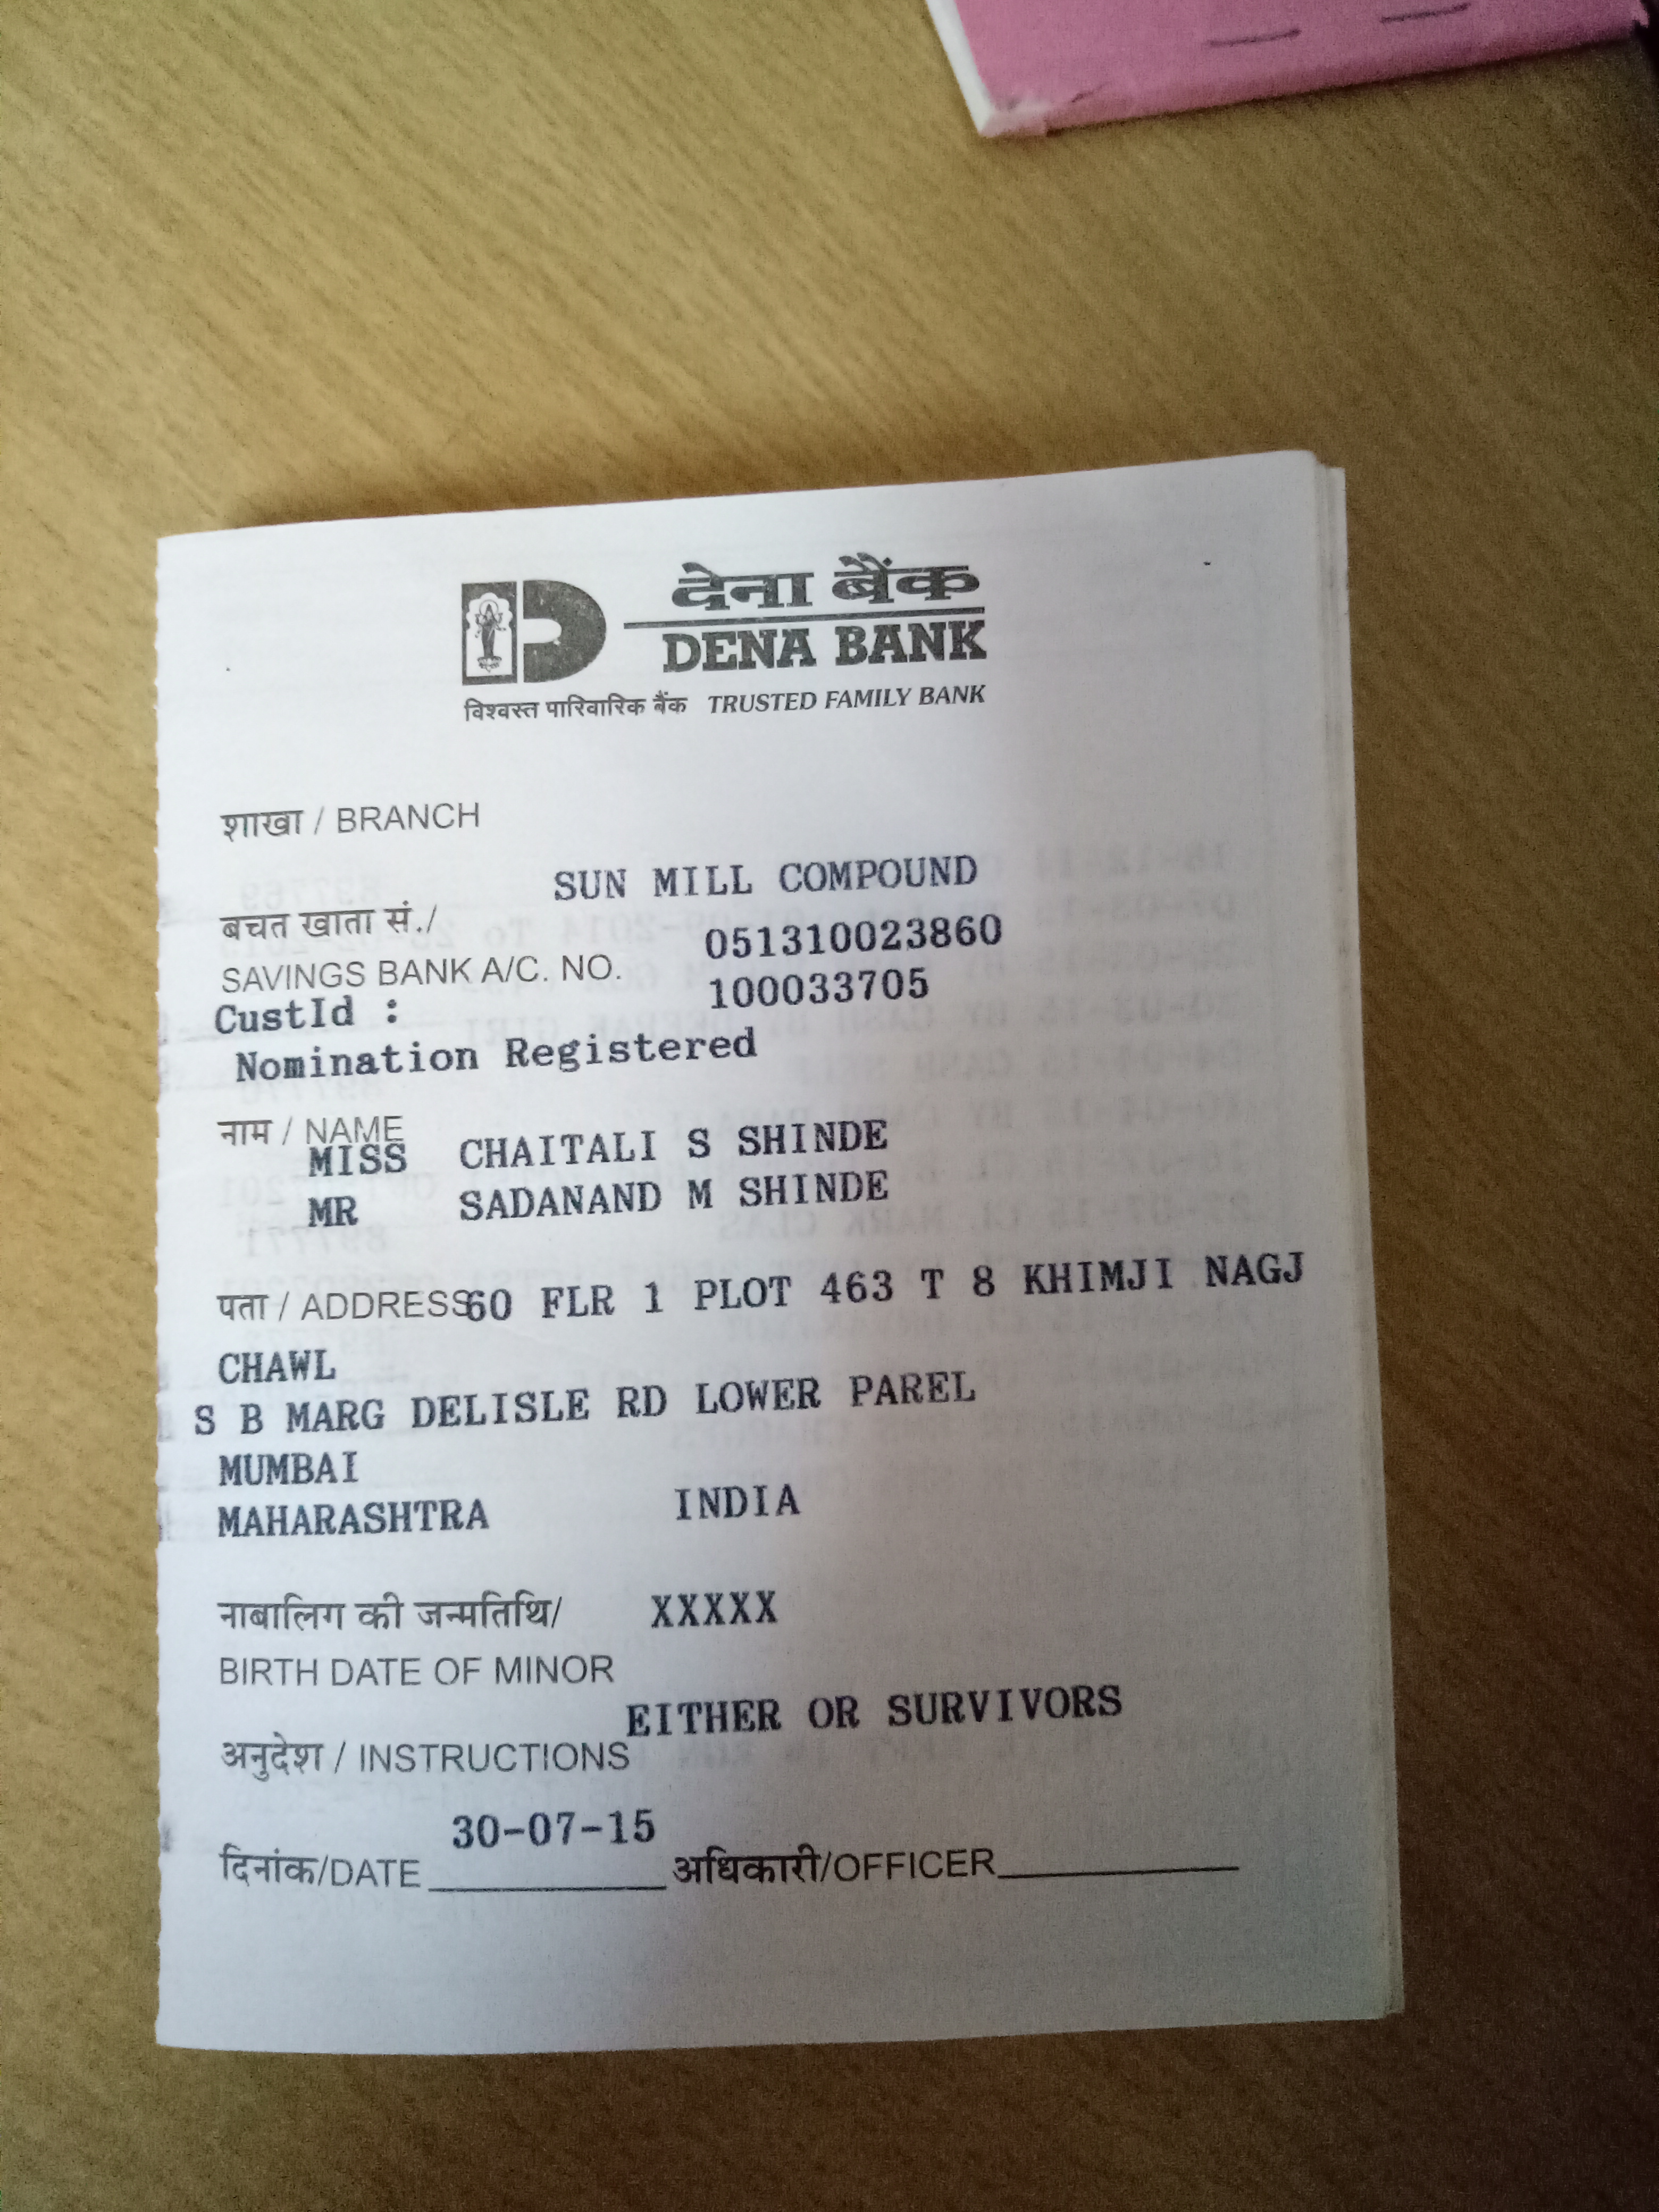 देना बैंक
DENA BANK
विश्वस्त पारिवारिक बैंक TRUSTED FAMILY BANK
शाखा / BRANCH
SUN MILL COMPOUND
बचत खाता सं./
051310023860
SAVINGS BANK A/C. NO.
100033705
CustId :
Nomination Registered
नाम / NAME
MISS CHAITALI S SHINDE
MR SADANAND M SHINDE
पता / ADDRESS 60 FLR 1 PLOT 463 T 8 KHIMJI NAGJ
CHAWL
S B MARG DELISLE RD LOWER PAREL
MUMBAI
MAHARASHTRA INDIA
नाबालिग की जन्मतिथि/ XXXXX
BIRTH DATE OF MINOR
EITHER OR SURVIVORS
अनुदेश / INSTRUCTIONS
30-07-15
दिनांक/DATE अधिकारी/OFFICER